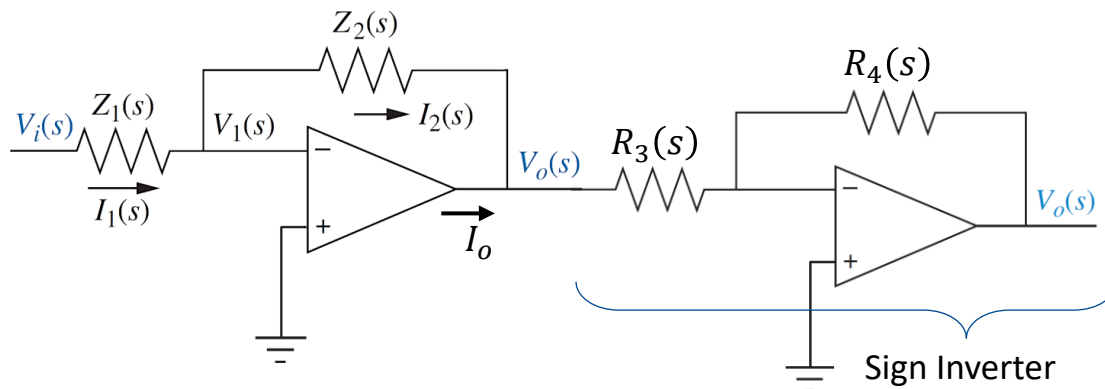 Z₂(s)
R₄(s)
Z₁(s)
Vᵢ(s)
V₁(s)
I₂(s)
R₃(s)
−
Vₒ(s)
−
I₁(s)
+
Iₒ
Vₒ(s)
+
Sign Inverter